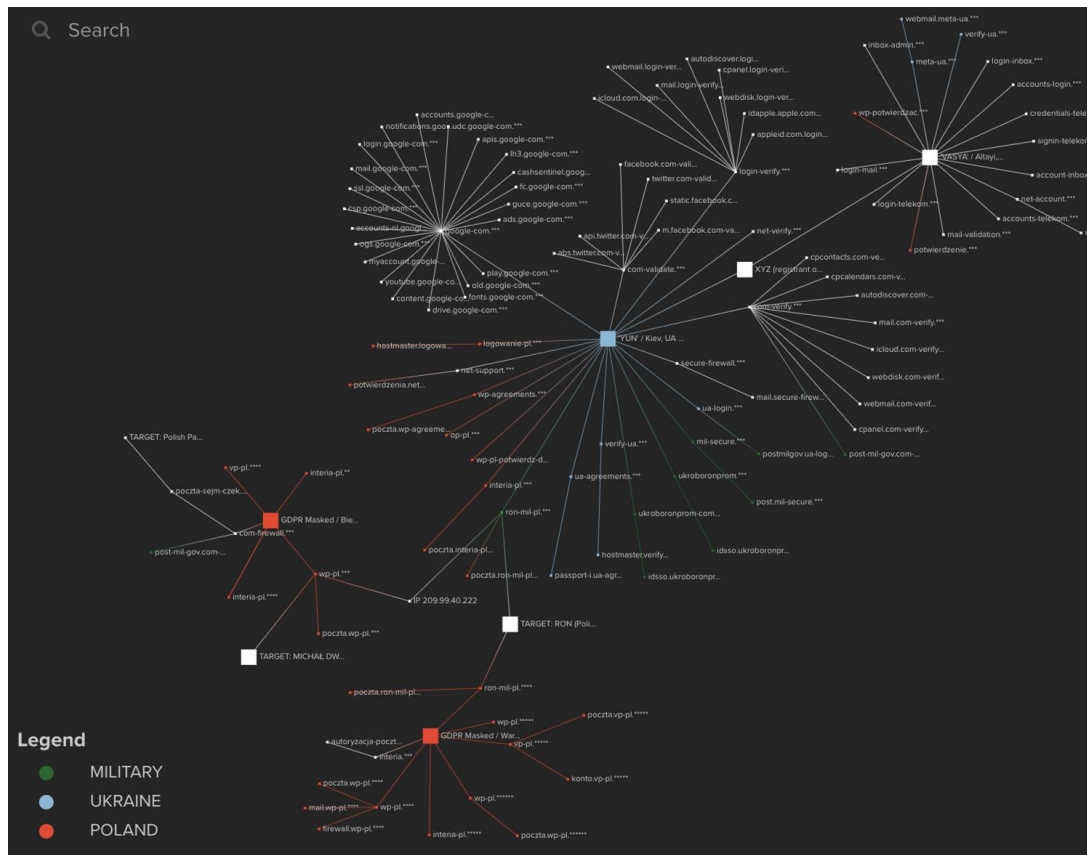 Search
webmail.meta-ua.***
verify-ua.***
inbox-admin.***
meta-ua.***
login-inbox.***
accounts-login.***
wp-potwierdzac.***
credentials-tele
signin-telekom
'VASYA' / Altayi,...
login-mail.***
account-inbox
net-account.***
login-telekom.***
accounts-telekom.***
mail-validation.***
potwierdzenie.***
autodiscover.logi...
webmail.login-ver...
cpanel.login-veri...
mail.login-verify...
icloud.com.login-...
webdisk.login-ver...
idapple.apple.com...
appleid.com.login...
login-verify.***
accounts.google-c...
notifications.goo
udc.google-com.***
login.google-com.***
apis.google-com.***
lh3.google-com.***
mail.google-com.***
cashsentinel.goog...
ssl.google-com.***
fc.google-com.***
csp.google-com.***
guce.google-com.***
accounts-nl.googl
ads.google-com.***
google-com.***
ogs.google-com.***
myaccount.google-...
play.google-com.***
youtube.google-co...
old.google-com.***
content.google-co...
fonts.google-com.***
drive.google-com.***
facebook.com-vali...
twitter.com-valid...
static.facebook.c...
api.twitter.com-v...
m.facebook.com-va...
abs.twitter.com-v...
com-validate.***
net-verify.***
XYZ (registrant o...
cpcontacts.com-ve...
cpcalendars.com-v...
autodiscover.com-...
com-verify.***
mail.com-verify.***
icloud.com-verify...
webdisk.com-verif...
webmail.com-verif...
cpanel.com-verify...
post-mil-gov.com-...
'YUN' / Kiev, UA ...
hostmaster.logowa...
logowanie-pl.***
net-support.***
potwierdzenia.net...
wp-agreements.***
poczta.wp-agreeme...
op-pl.***
wp-pl-potwierdz-d...
interia-pl.***
poczta.interia-pl...
ron-mil-pl.***
poczta.ron-mil-pl...
secure-firewall.***
mail.secure-firew...
ua-login.***
postmilgov.ua-log...
mil-secure.***
post.mil-secure.***
verify-ua.***
hostmaster.verify...
ua-agreements.***
passport-i.ua-agr...
ukroboronprom.***
idsso.ukroboronpr...
ukroboronprom-com...
idsso.ukroboronpr...
TARGET: Polish Pa...
vp-pl.****
interia-pl.**
poczta-sejm-czek....
GDPR Masked / Bie...
com-firewall.***
post-mil-gov.com-...
wp-pl.***
interia-pl.****
IP 209.99.40.222
poczta.wp-pl.***
TARGET: MICHAŁ DW...
TARGET: RON (Poli...
poczta.ron-mil-pl...
ron-mil-pl.****
wp-pl.*****
poczta.vp-pl.*****
GDPR Masked / War...
vp-pl.*****
autoryzacja-poczt...
interia.***
konto.vp-pl.*****
poczta.wp-pl.****
mail.wp-pl.****
wp-pl.****
wp-pl.******
firewall.wp-pl.****
interia-pl.*****
poczta.wp-pl.******
Legend
MILITARY
UKRAINE
POLAND